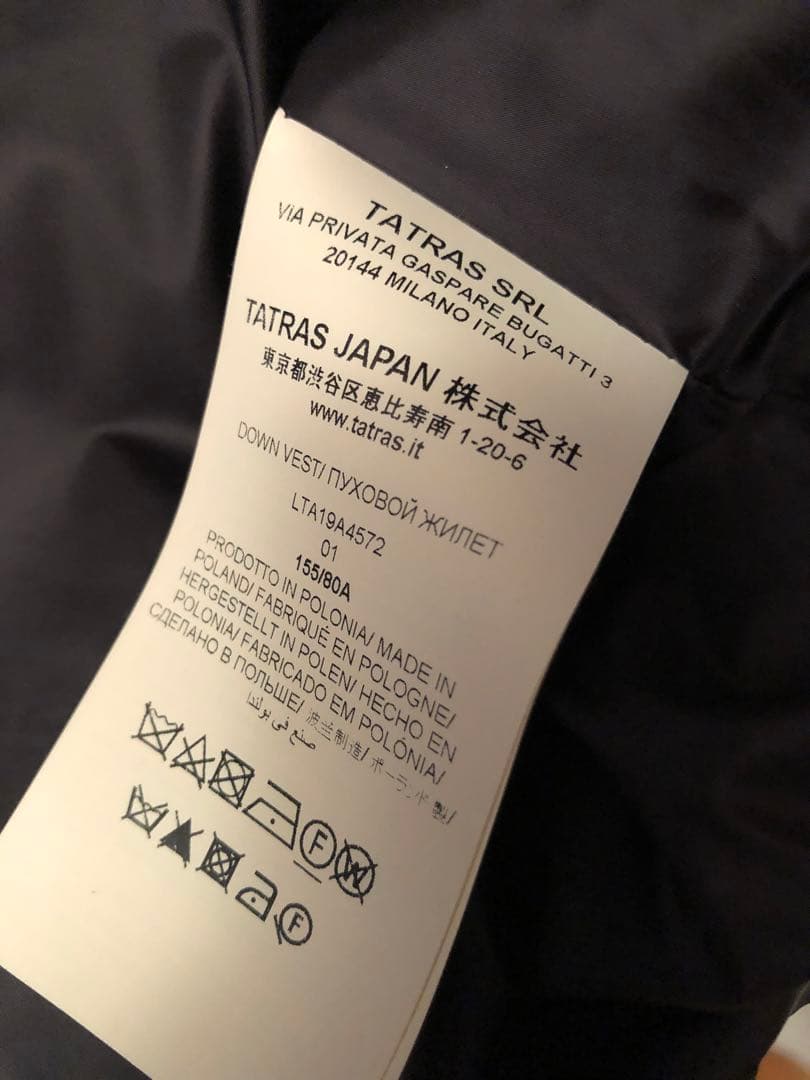 TATRAS SRL
VIA PRIVATA GASPARE BUGATTI 3
20144 MILANO ITALY
TATRAS JAPAN 株式会社
東京都渋谷区恵比寿南 1-20-6
www.tatras.it
DOWN VEST/ ПУХОВОЙ ЖИЛЕТ
LTA19A4572
01
155/80A
PRODOTTO IN POLONIA/ MADE IN
POLAND/ FABRIQUÉ EN POLOGNE/
HERGESTELLT IN POLEN/ HECHO EN
POLONIA/ FABRICADO EM POLÓNIA/
СДЕЛАНО В ПОЛЬШЕ/ 波兰制造/ ポーランド製/
صنع في بولندا
F W
F